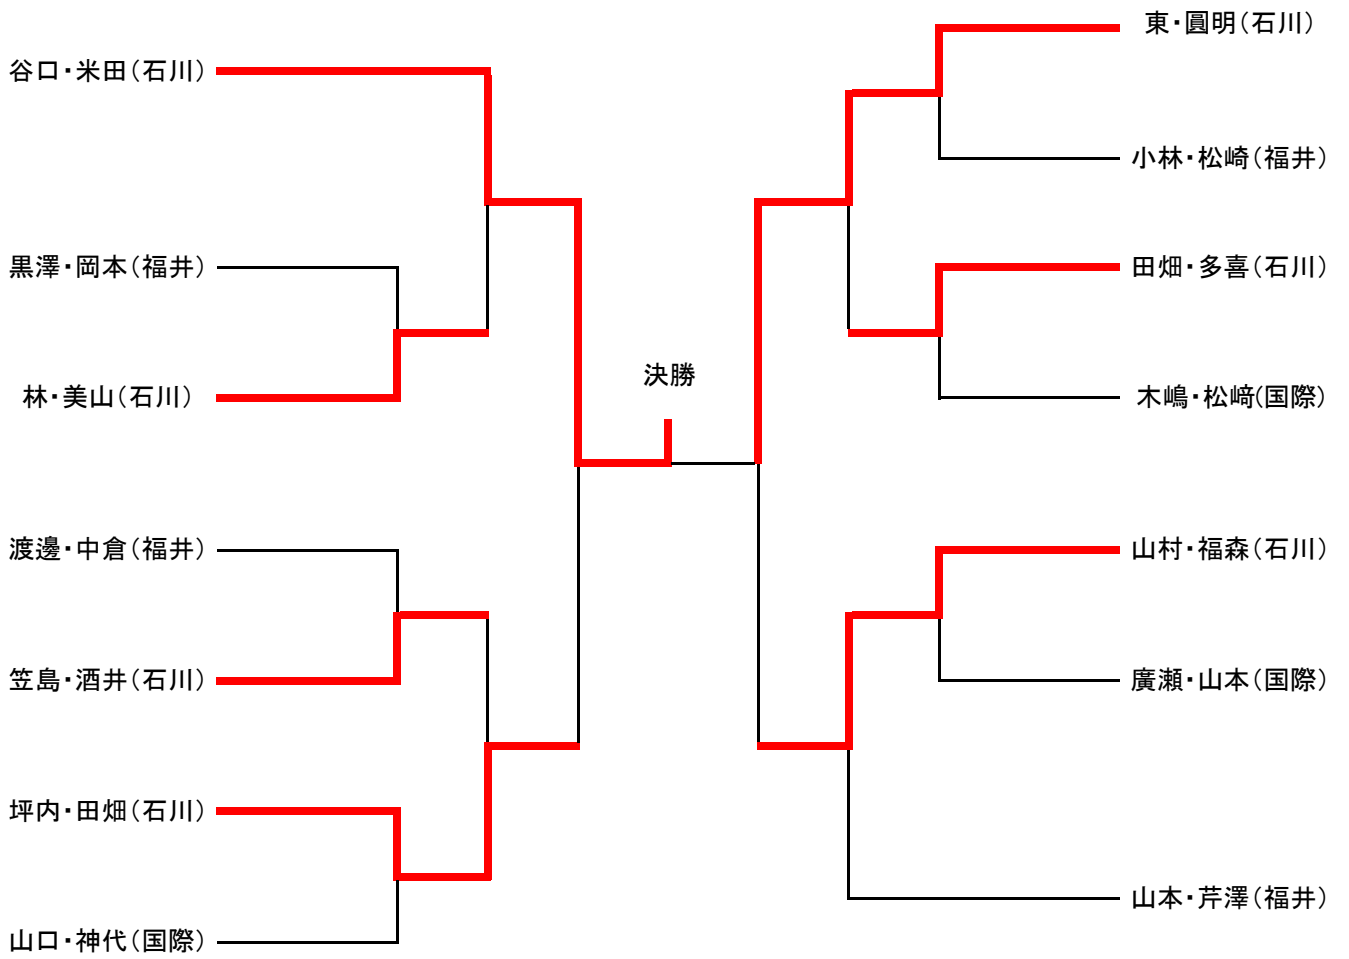 谷口・米田（石川）
黒澤・岡本（福井）
林・美山（石川）
渡邊・中倉（福井）
笠島・酒井（石川）
坪内・田畑（石川）
山口・神代（国際）
決勝
東・圓明（石川）
小林・松崎（福井）
田畑・多喜（石川）
木嶋・松﨑(国際）
山村・福森（石川）
廣瀬・山本（国際）
山本・芹澤（福井）